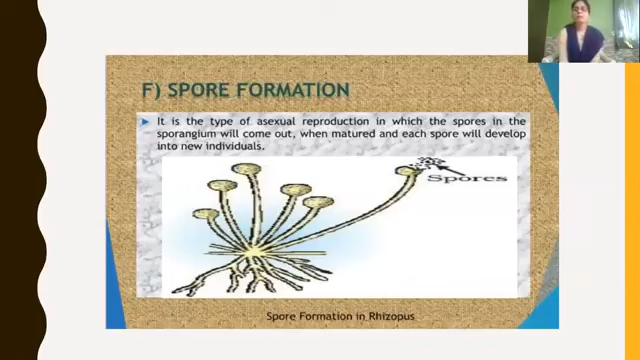 F) SPORE FORMATION
It is the type of asexual reproduction in which the spores in the
sporangium will come out, when matured and each spore will develop
into new individuals.
Spores
Spore Formation in Rhizopus